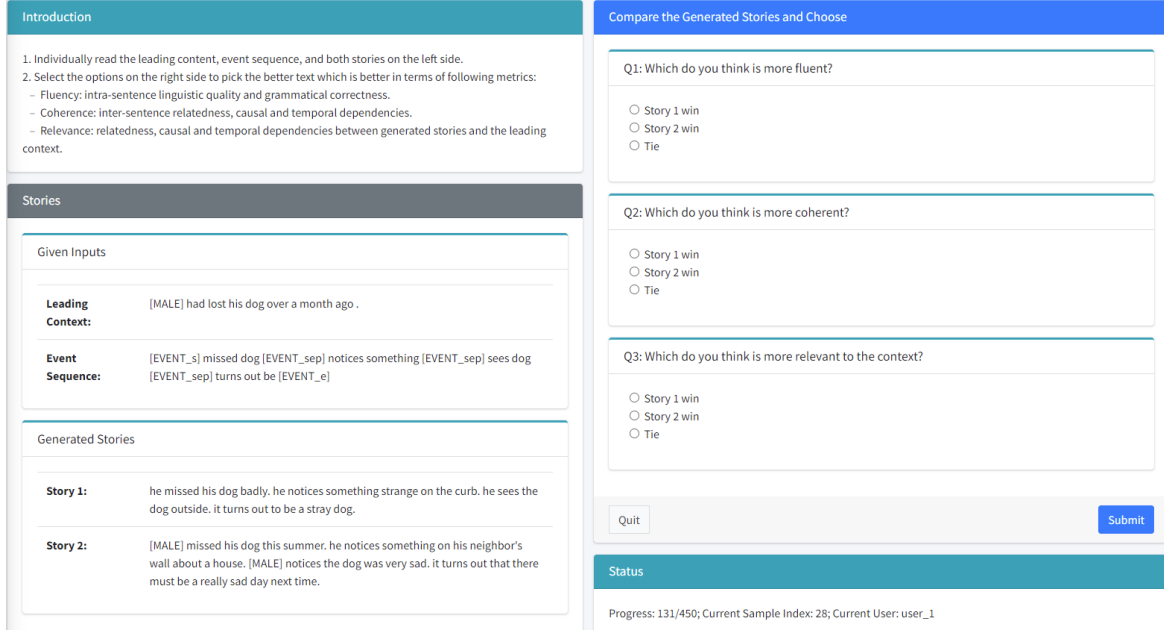 Introduction
1. Individually read the leading content, event sequence, and both stories on the left side.
2. Select the options on the right side to pick the better text which is better in terms of following metrics:
– Fluency: intra-sentence linguistic quality and grammatical correctness.
– Coherence: inter-sentence relatedness, causal and temporal dependencies.
– Relevance: relatedness, causal and temporal dependencies between generated stories and the leading
context.
Stories
Given Inputs
Leading
Context:
[MALE] had lost his dog over a month ago .
Event
Sequence:
[EVENT_s] missed dog [EVENT_sep] notices something [EVENT_sep] sees dog
[EVENT_sep] turns out be [EVENT_e]
Generated Stories
Story 1:
he missed his dog badly. he notices something strange on the curb. he sees the
dog outside. it turns out to be a stray dog.
Story 2:
[MALE] missed his dog this summer. he notices something on his neighbor's
wall about a house. [MALE] notices the dog was very sad. it turns out that there
must be a really sad day next time.
Compare the Generated Stories and Choose
Q1: Which do you think is more fluent?
Story 1 win
Story 2 win
Tie
Q2: Which do you think is more coherent?
Story 1 win
Story 2 win
Tie
Q3: Which do you think is more relevant to the context?
Story 1 win
Story 2 win
Tie
Quit
Submit
Status
Progress: 131/450; Current Sample Index: 28; Current User: user_1